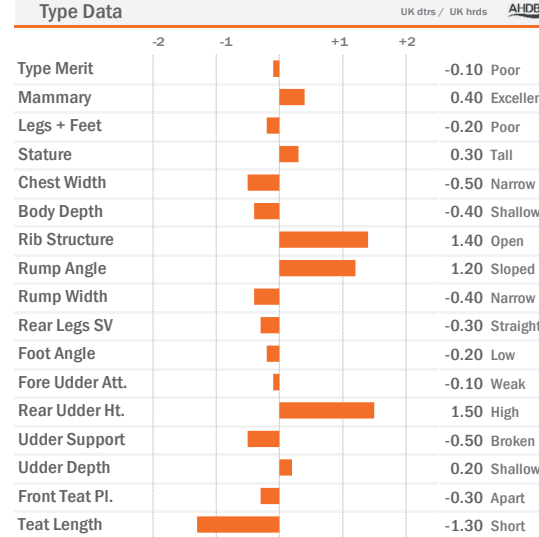 Type Data UK dtrs / UK hrds AHDB
-2 -1 +1 +2
Type Merit -0.10 Poor
Mammary 0.40
Legs + Feet -0.20 Poor
Stature 0.30 Tall
Chest Width -0.50 Narrow
Body Depth -0.40 Shallow
Rib Structure 1.40 Open
Rump Angle 1.20 Sloped
Rump Width -0.40 Narrow
Rear Legs SV -0.30 Straight
Foot Angle -0.20 Low
Fore Udder Att. -0.10 Weak
Rear Udder Ht. 1.50 High
Udder Support -0.50 Broken
Udder Depth 0.20 Shallow
Front Teat Pl. -0.30 Apart
Teat Length -1.30 Short